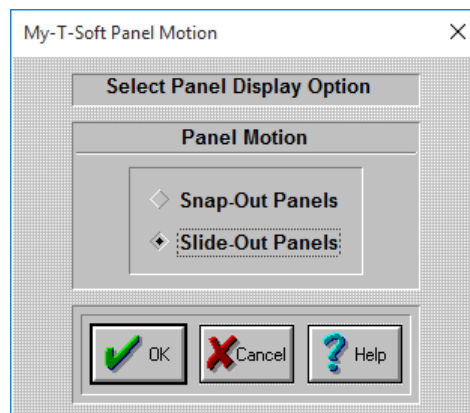 My-T-Soft Panel Motion
Select Panel Display Option
Panel Motion
Snap-Out Panels
Slide-Out Panels
OK Cancel Help